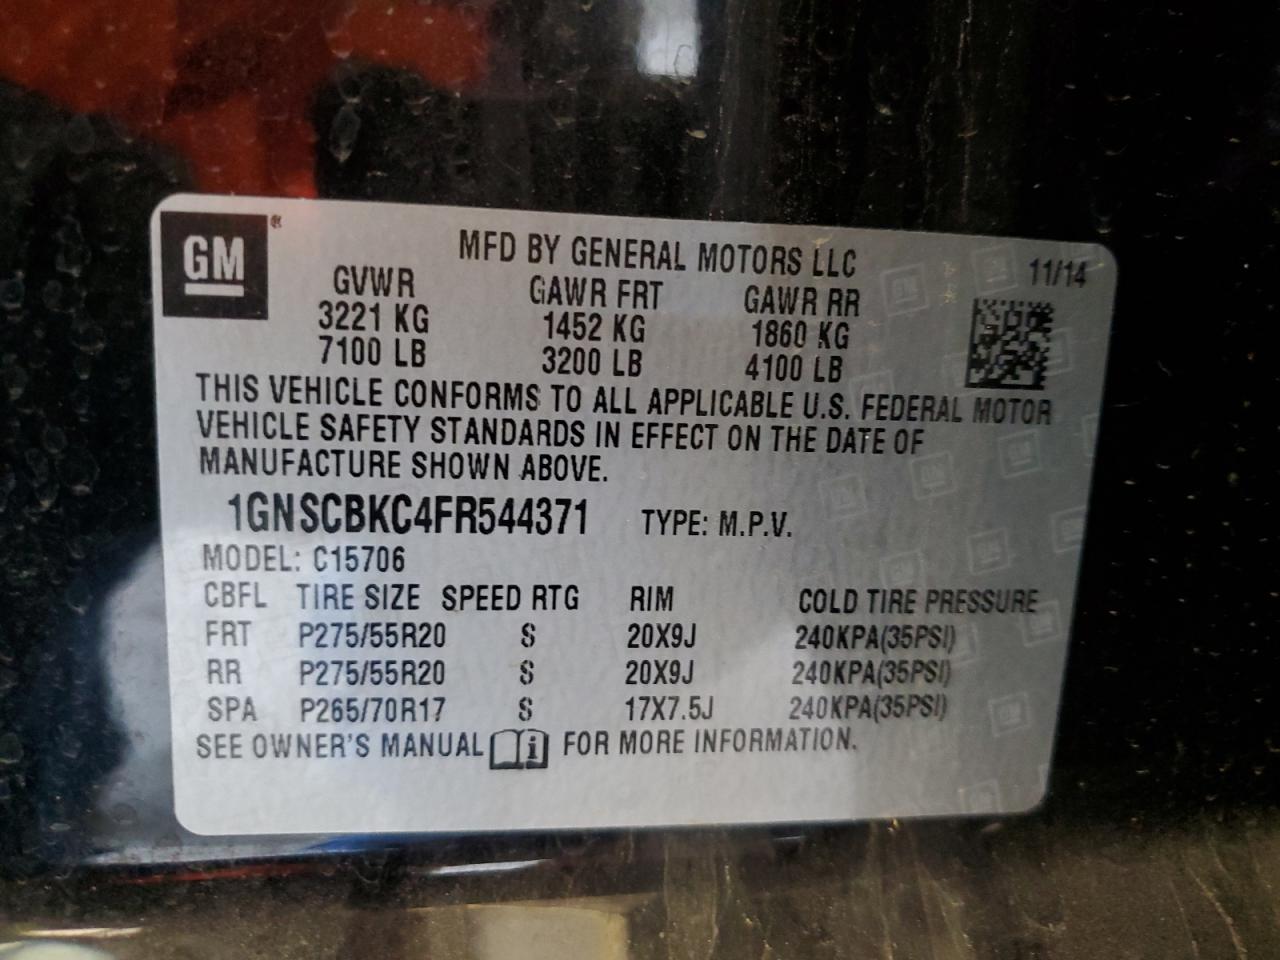 GM ®
MFD BY GENERAL MOTORS LLC
11/14
GVWR GAWR FRT GAWR RR
3221 KG 1452 KG 1860 KG
7100 LB 3200 LB 4100 LB
THIS VEHICLE CONFORMS TO ALL APPLICABLE U.S. FEDERAL MOTOR
VEHICLE SAFETY STANDARDS IN EFFECT ON THE DATE OF
MANUFACTURE SHOWN ABOVE.
1GNSCBKC4FR544371 TYPE: M.P.V.
MODEL: C15706
CBFL TIRE SIZE SPEED RTG RIM COLD TIRE PRESSURE
FRT P275/55R20 S 20X9J 240KPA(35PSI)
RR P275/55R20 S 20X9J 240KPA(35PSI)
SPA P265/70R17 S 17X7.5J 240KPA(35PSI)
SEE OWNER'S MANUAL i FOR MORE INFORMATION.